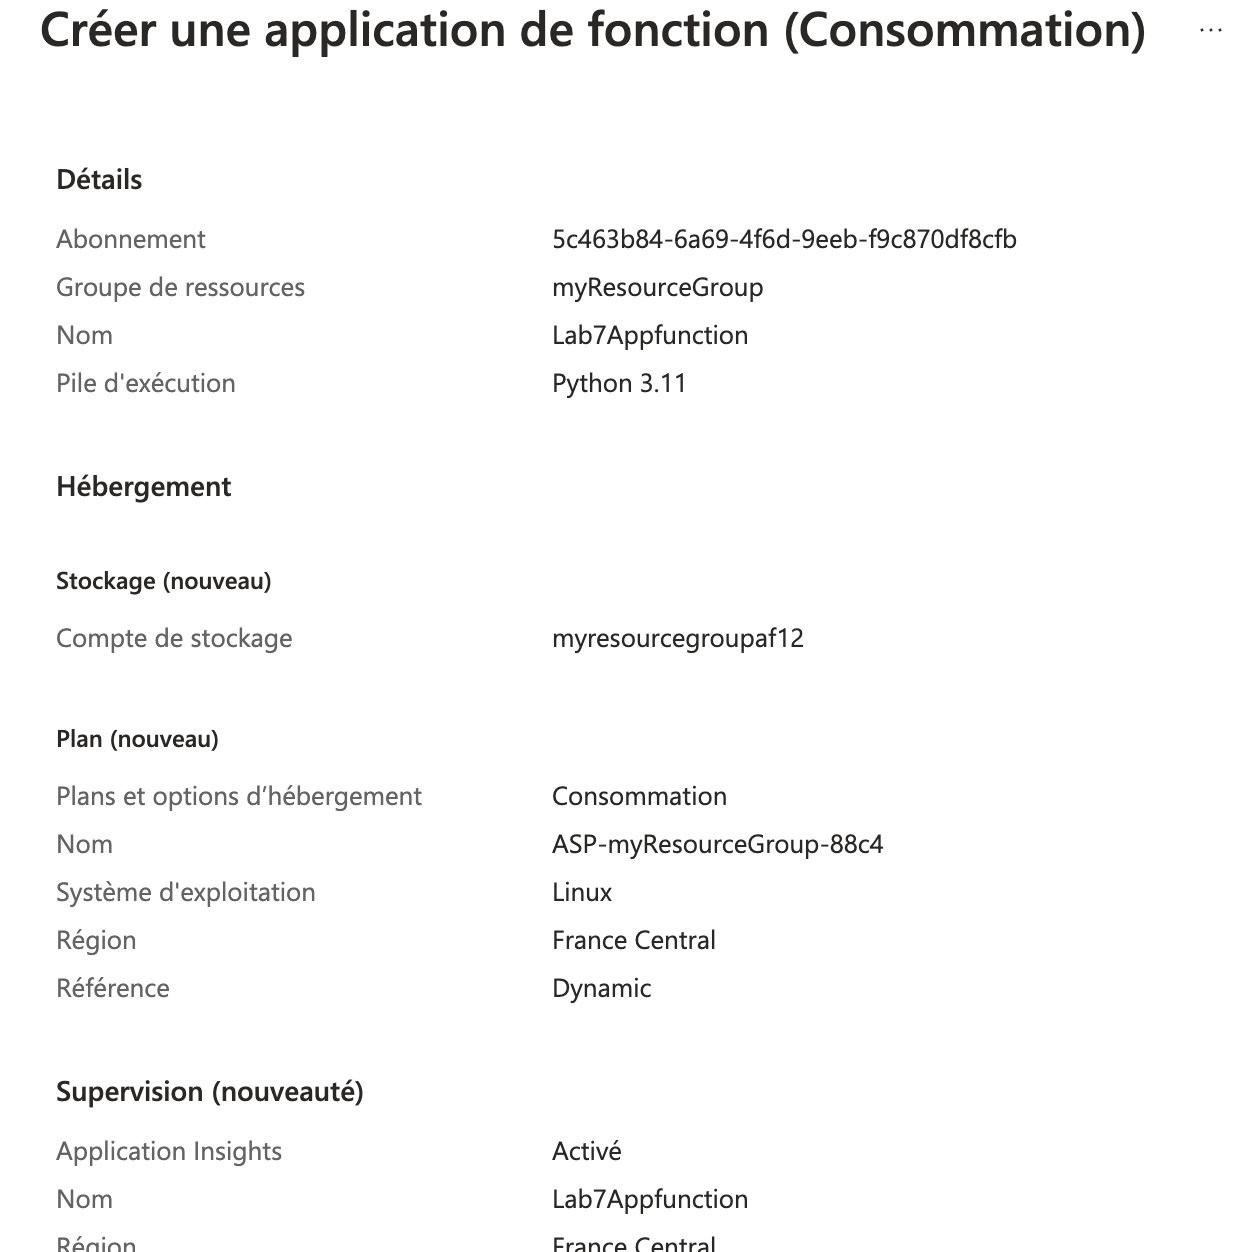 Créer une application de fonction (Consommation) ...
Détails
Abonnement 5c463b84-6a69-4f6d-9eeb-f9c870df8cfb
Groupe de ressources myResourceGroup
Nom Lab7Appfunction
Pile d'exécution Python 3.11
Hébergement
Stockage (nouveau)
Compte de stockage myresourcegroupaf12
Plan (nouveau)
Plans et options d’hébergement Consommation
Nom ASP-myResourceGroup-88c4
Système d'exploitation Linux
Région France Central
Référence Dynamic
Supervision (nouveauté)
Application Insights Activé
Nom Lab7Appfunction
Région France Central